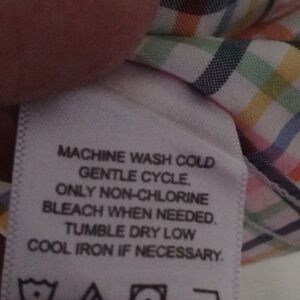 MACHINE WASH COLD
GENTLE CYCLE.
ONLY NON-CHLORINE
BLEACH WHEN NEEDED.
TUMBLE DRY LOW
COOL IRON IF NECESSARY.